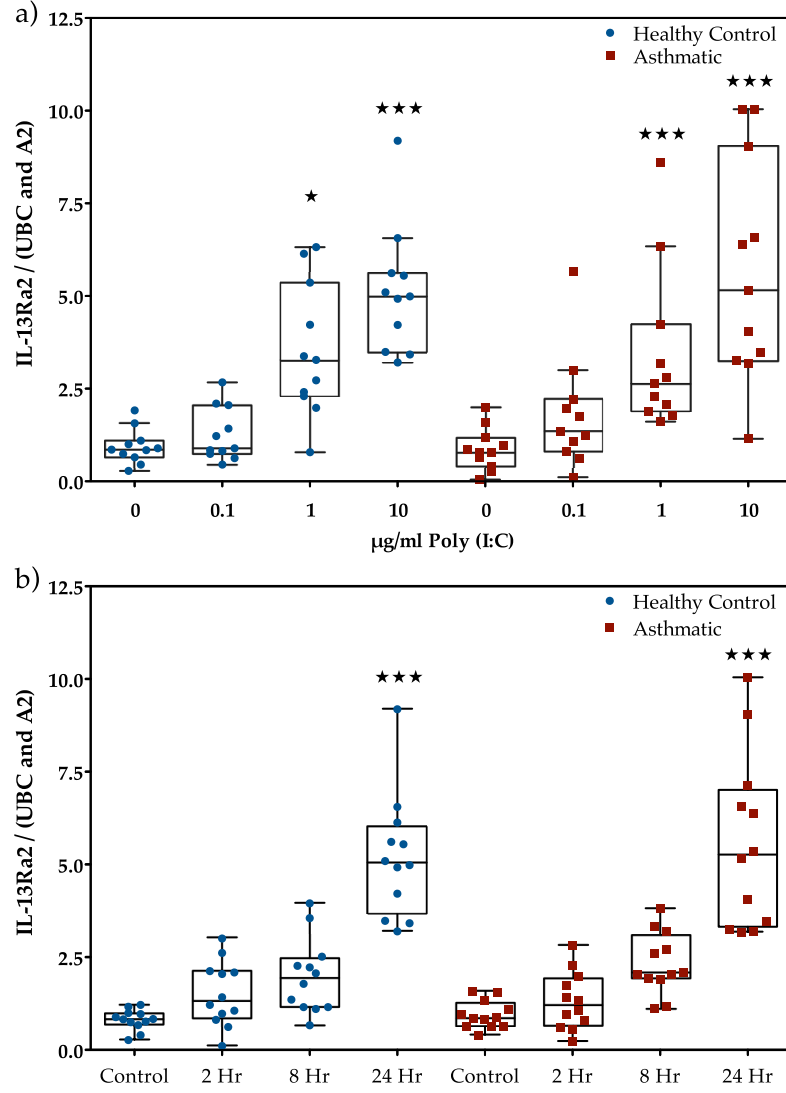 a)
12.5
10.0
7.5
5.0
2.5
0.0
IL-13Ra2 / (UBC and A2)
Healthy Control
Asthmatic
★
★★★
★★★
★★★
0 0.1 1 10 0 0.1 1 10
µg/ml Poly (I:C)
b)
12.5
10.0
7.5
5.0
2.5
0.0
IL-13Ra2 / (UBC and A2)
Healthy Control
Asthmatic
★★★
★★★
Control 2 Hr 8 Hr 24 Hr Control 2 Hr 8 Hr 24 Hr